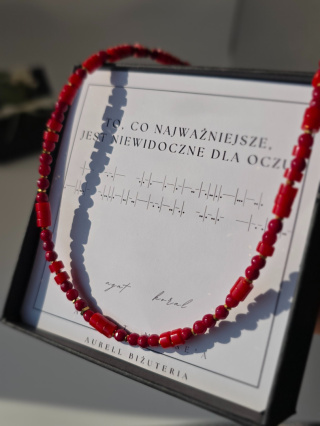 TO, CO NAJWAŻNIEJSZE,
JEST NIEWIDOCZNE DLA OCZU
agat koral
AURELL BIŻUTERIA